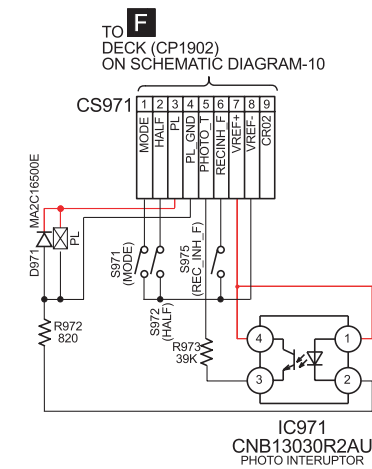 TO F
DECK (CP1902)
ON SCHEMATIC DIAGRAM-10
CS971
1 2 3 4 5 6 7 8 9
MODE
HALF
PL
PL_GND
PHOTO_T
RECINH_F
VREF+
VREF-
CR02
MA2C16500E
D971
PL
S971
(MODE)
S972
(HALF)
S975
(REC_INH_F)
R972
820
R973
39K
4
1
3
2
IC971
CNB13030R2AU
PHOTO INTERUPTOR